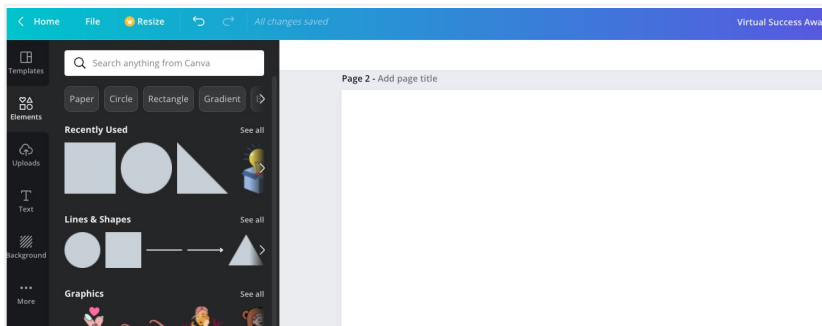 Home File Resize All changes saved Virtual Success Awa
Templates
Elements
Uploads
Text
Background
More
Search anything from Canva
Paper Circle Rectangle Gradient
Recently Used See all
Lines & Shapes See all
Graphics See all
Page 2 - Add page title